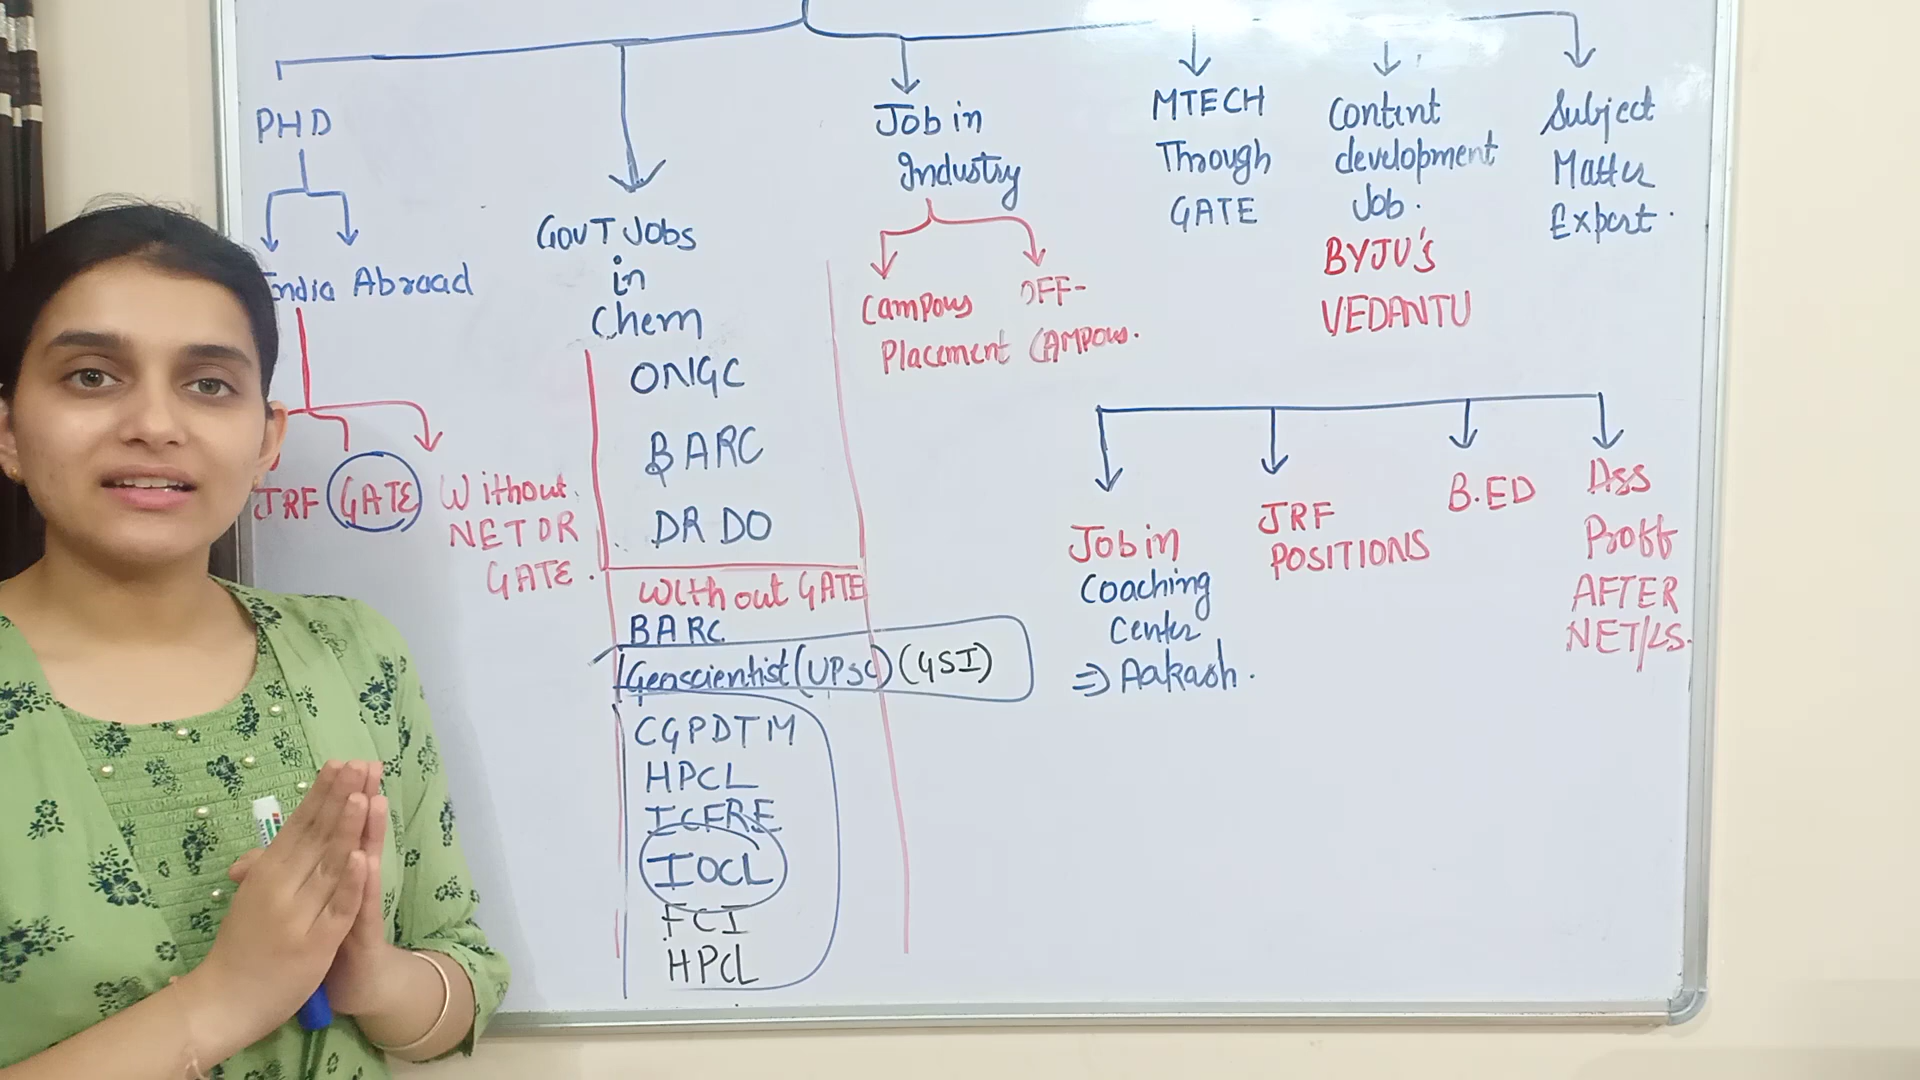 PHD
India Abroad
JRF GATE Without
NET OR
GATE.
GOVT Jobs
in
Chem
ONGC
BARC
DRDO
Without GATE
BARC
Geoscientist (UPSC) (GSI)
CGPDTM
HPCL
ICFRE
IOCL
FCI
HPCL
Job in
Industry
Campous OFF-
Placement CAMPOUS.
MTECH
Through
GATE
Content
development
Job.
BYJU's
VEDANTU
Subject
Matter
Expert.
Job in
Coaching
Center
⇒ Aakash.
JRF
POSITIONS
B.ED
Ass
Proff
AFTER
NET/LS.